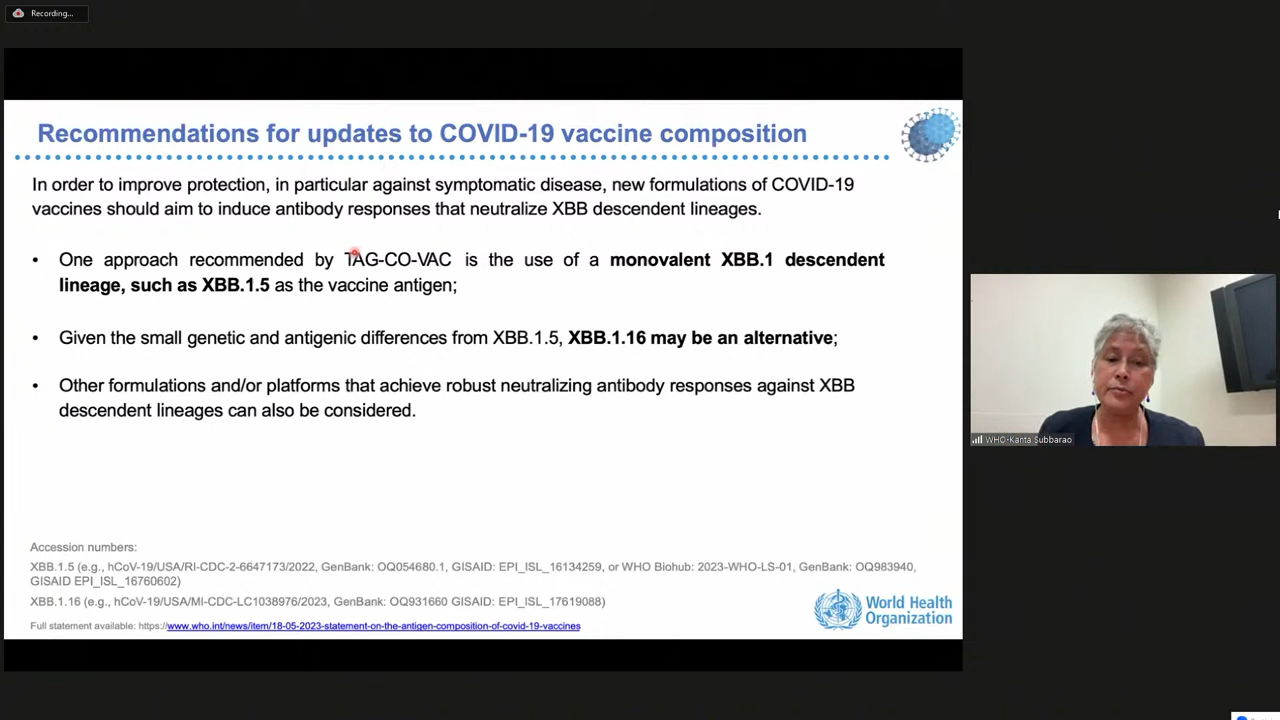 Recording...
Recommendations for updates to COVID-19 vaccine composition
In order to improve protection, in particular against symptomatic disease, new formulations of COVID-19
vaccines should aim to induce antibody responses that neutralize XBB descendent lineages.
• One approach recommended by TAG-CO-VAC is the use of a monovalent XBB.1 descendent
lineage, such as XBB.1.5 as the vaccine antigen;
• Given the small genetic and antigenic differences from XBB.1.5, XBB.1.16 may be an alternative;
• Other formulations and/or platforms that achieve robust neutralizing antibody responses against XBB
descendent lineages can also be considered.
WHO-Kanta Subbarao
Accession numbers:
XBB.1.5 (e.g., hCoV-19/USA/RI-CDC-2-6647173/2022, GenBank: OQ054680.1, GISAID: EPI_ISL_16134259, or WHO Biohub: 2023-WHO-LS-01, GenBank: OQ983940,
GISAID EPI_ISL_16760602)
XBB.1.16 (e.g., hCoV-19/USA/MI-CDC-LC1038976/2023, GenBank: OQ931660 GISAID: EPI_ISL_17619088)
World Health
Organization
Full statement available: https://www.who.int/news/item/18-05-2023-statement-on-the-antigen-composition-of-covid-19-vaccines